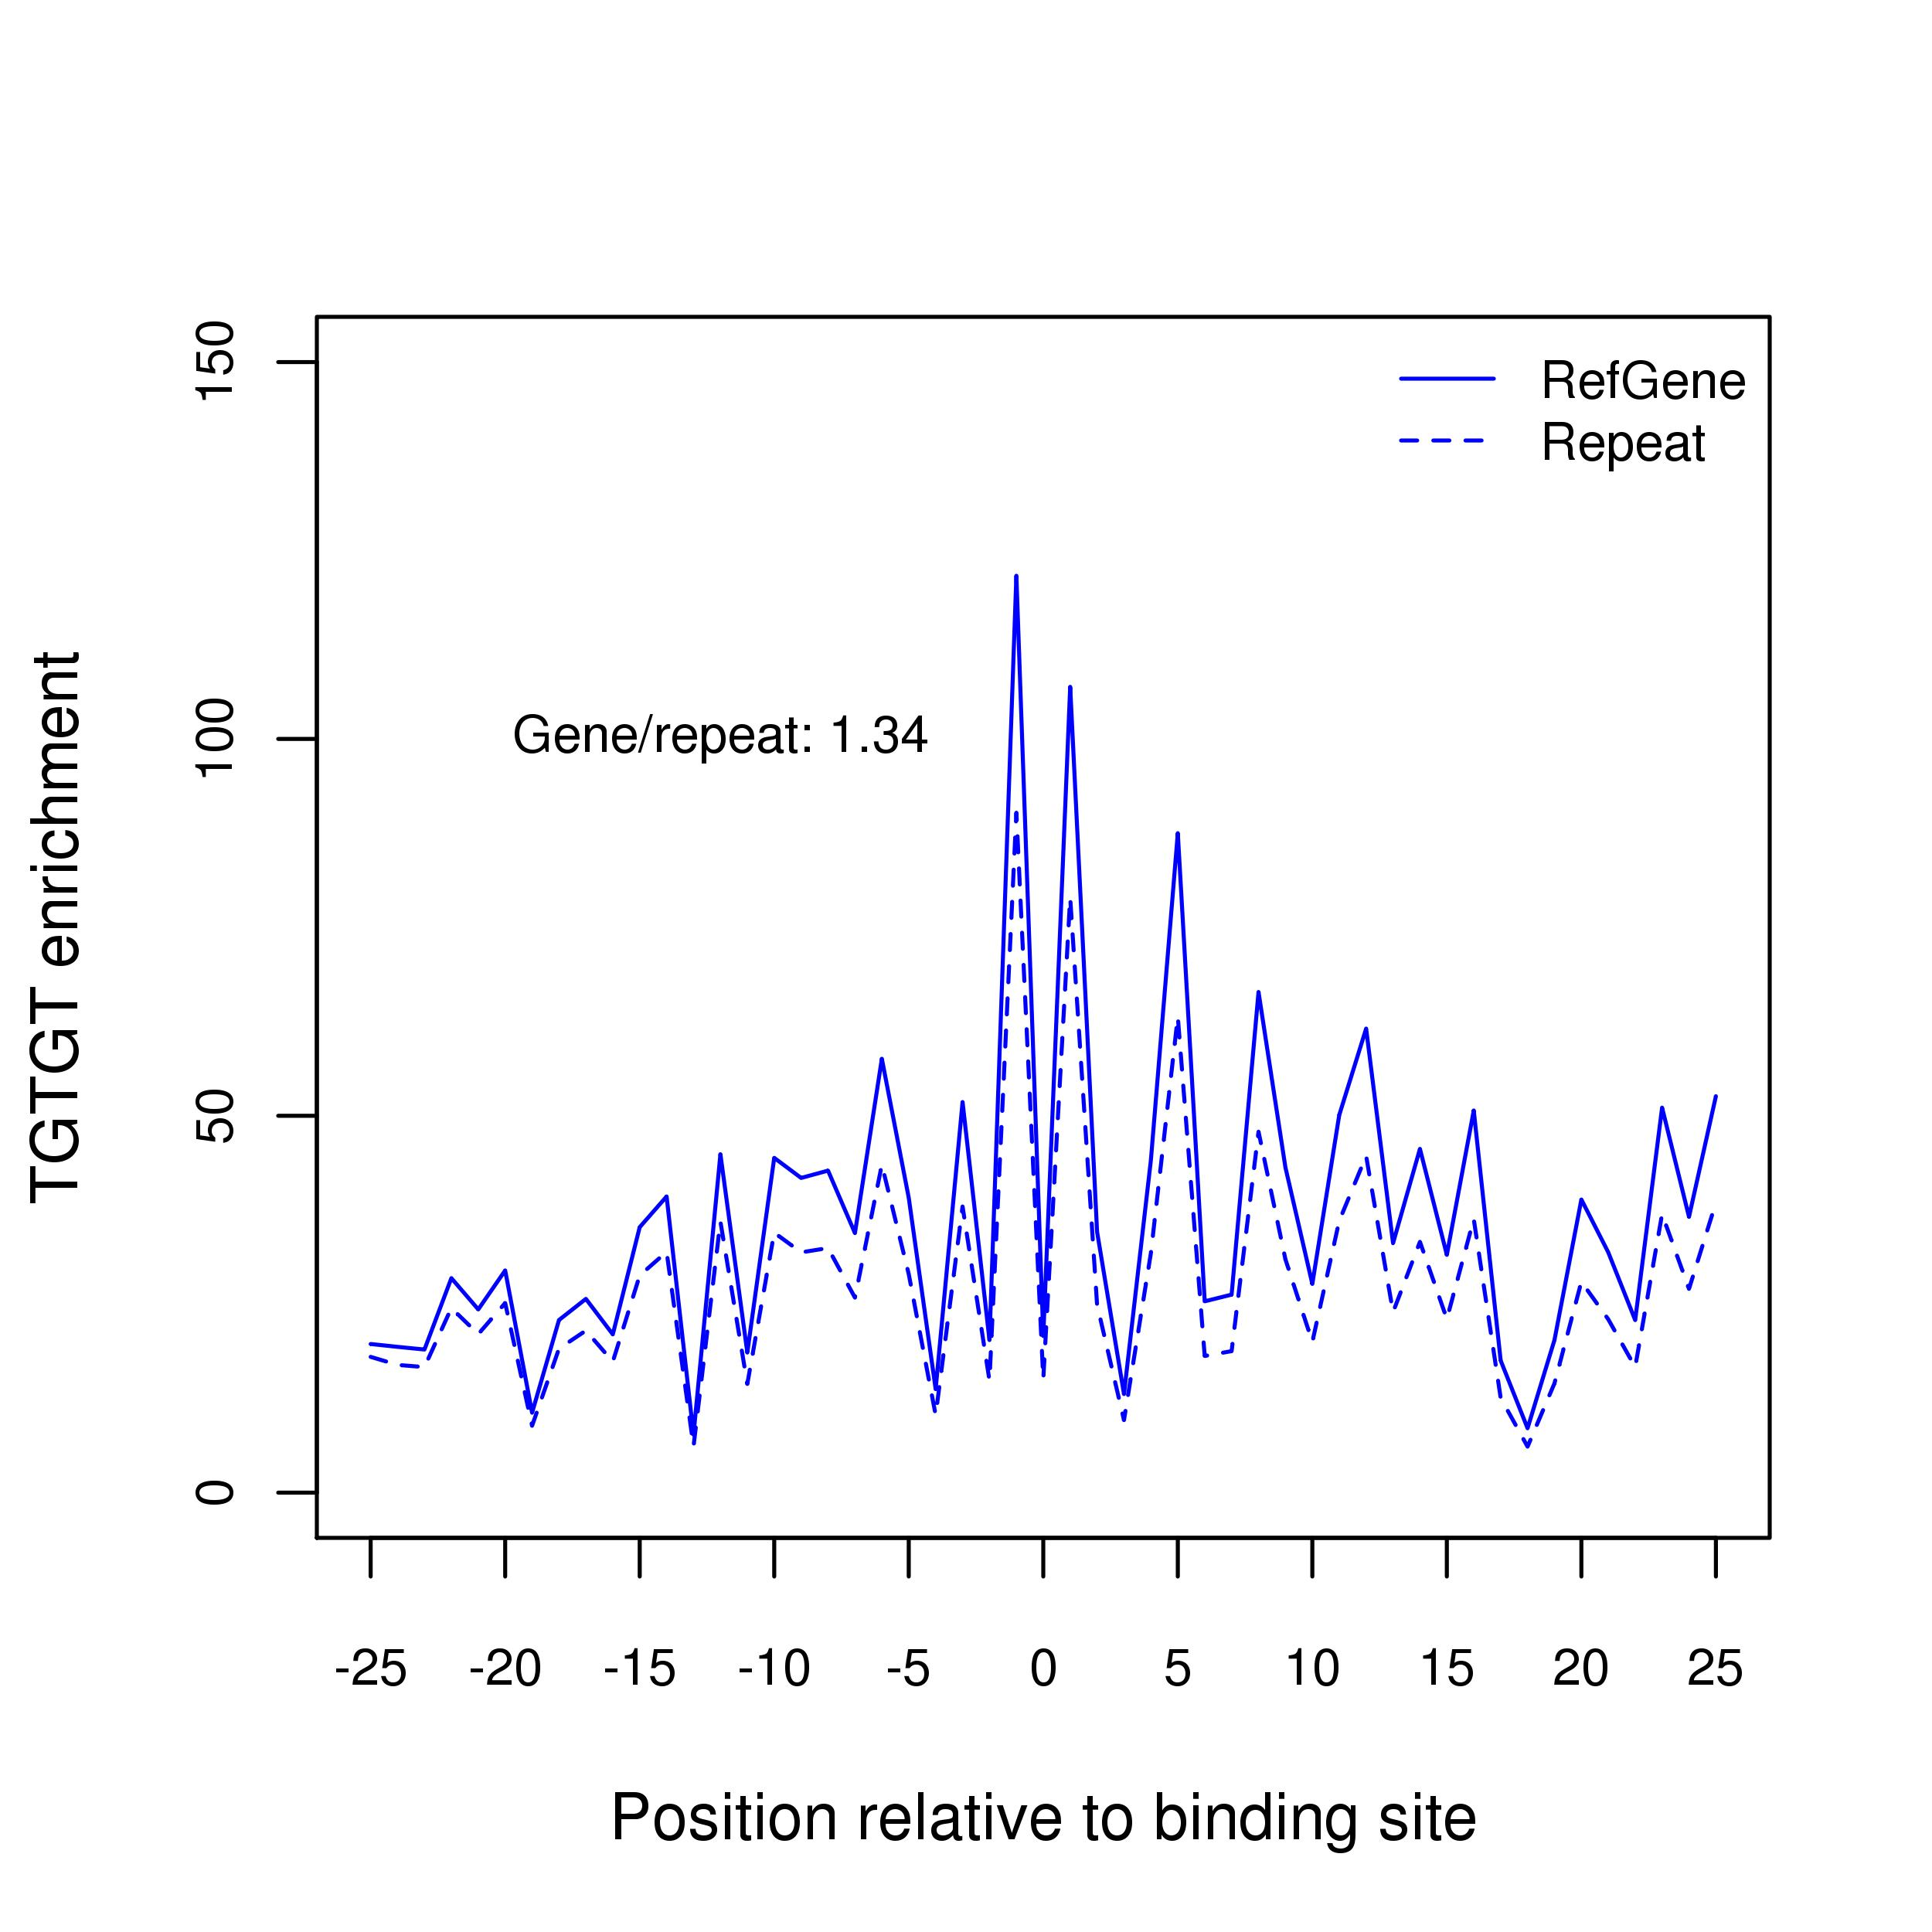 RefGene
Repeat
Gene/repeat: 1.34
TGTGT enrichment
150
100
50
0
-25 -20 -15 -10 -5 0 5 10 15 20 25
Position relative to binding site